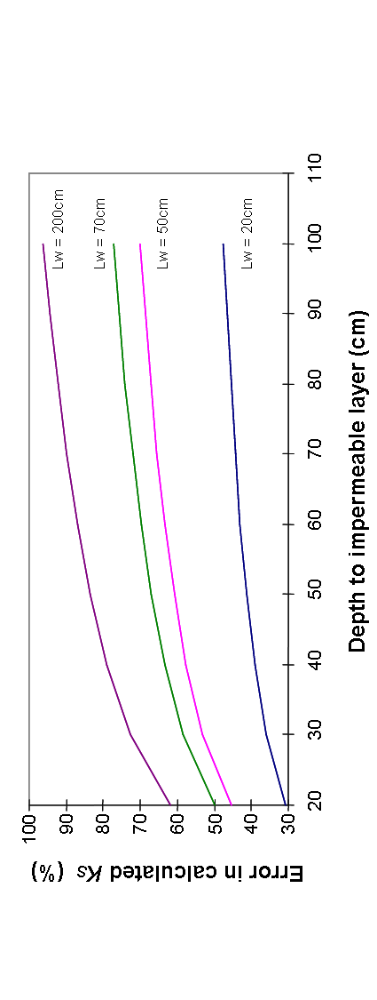 100
90
80
70
60
50
40
30
Error in calculated Ks (%)
20 30 40 50 60 70 80 90 100 110
Depth to impermeable layer (cm)
Lw = 200cm
Lw = 70cm
Lw = 50cm
Lw = 20cm